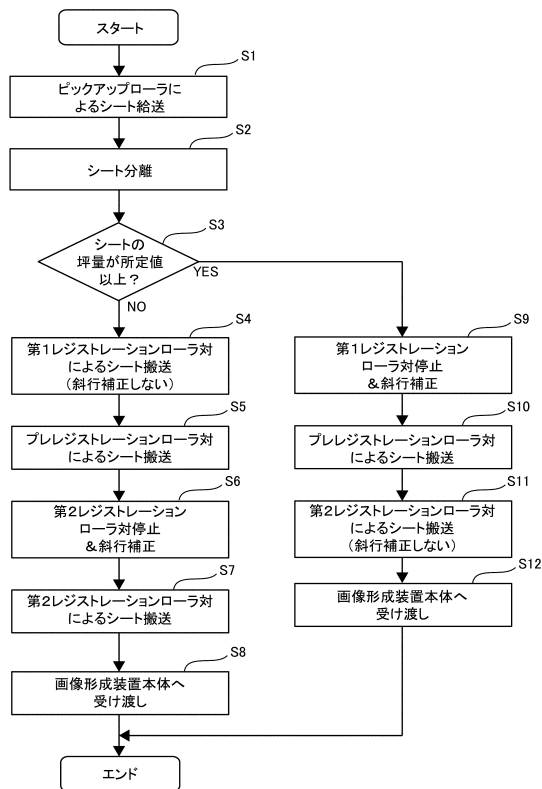 スタート
S1
ピックアップローラに
よるシート給送
S2
シート分離
S3
シートの
坪量が所定値
以上？
YES
NO
S4
第1レジストレーションローラ対
によるシート搬送
(斜行補正しない)
S5
プレレジストレーションローラ対
によるシート搬送
S6
第2レジストレーション
ローラ対停止
&斜行補正
S7
第2レジストレーションローラ対
によるシート搬送
S8
画像形成装置本体へ
受け渡し
S9
第1レジストレーション
ローラ対停止
&斜行補正
S10
プレレジストレーションローラ対
によるシート搬送
S11
第2レジストレーションローラ対
によるシート搬送
(斜行補正しない)
S12
画像形成装置本体へ
受け渡し
エンド